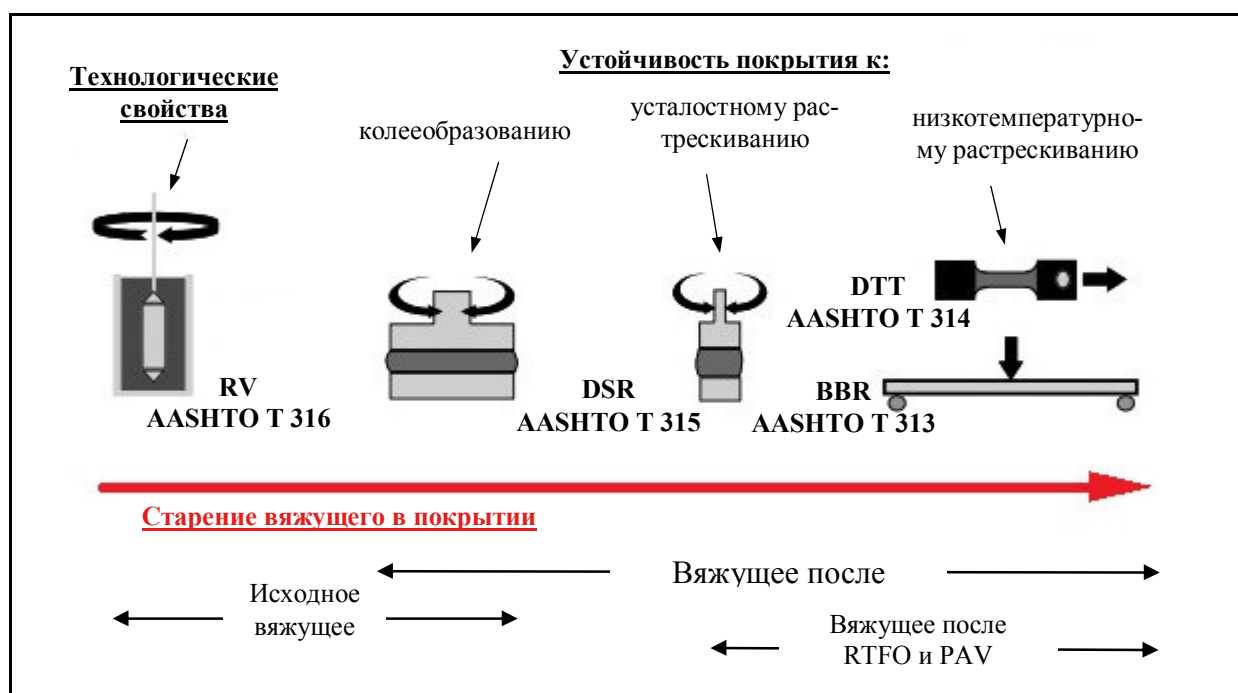 Технологические
свойства
Устойчивость покрытия к:
колееобразованию
усталостному рас-
трескиванию
низкотемпературно-
му растрескиванию
RV
AASHTO T 316
DSR
AASHTO T 315
DTT
AASHTO T 314
BBR
AASHTO T 313
Старение вяжущего в покрытии
Вяжущее после
Исходное
вяжущее
Вяжущее после
RTFO и PAV